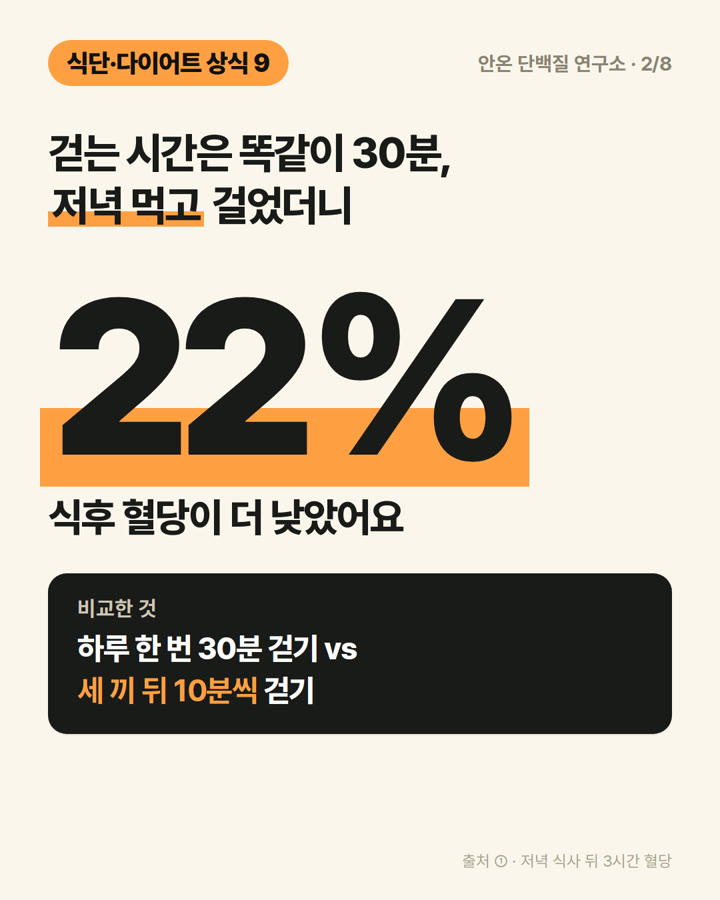 식단·다이어트 상식 9
안온 단백질 연구소 · 2/8
걷는 시간은 똑같이 30분,
저녁 먹고 걸었더니
22%
식후 혈당이 더 낮았어요
비교한 것
하루 한 번 30분 걷기 vs
세 끼 뒤 10분씩 걷기
출처 ① · 저녁 식사 뒤 3시간 혈당